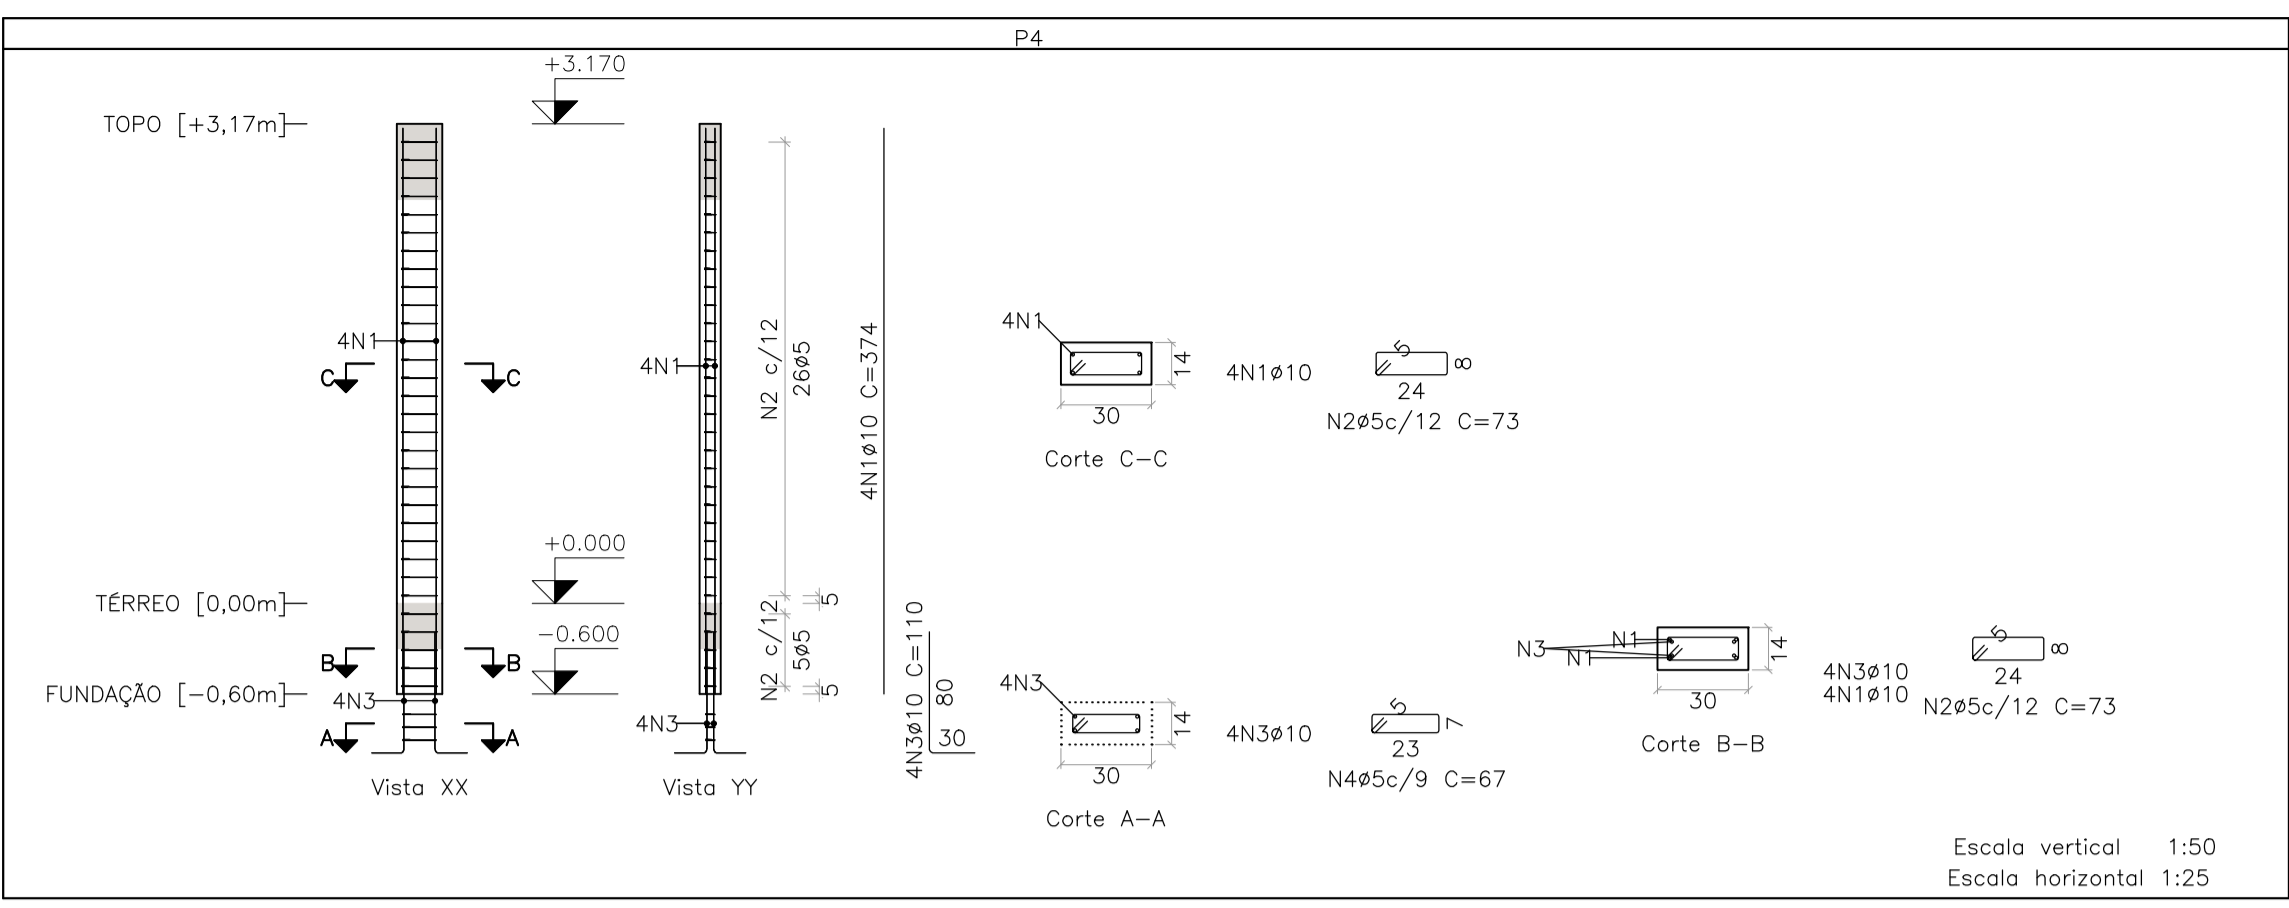 P4
+3.170
TOPO [+3,17m]
4N1
C C
4N1
N2 c/12
26ø5
4N1ø10 C=374
4N1
14
30
4N1ø10
5
8
24
N2ø5c/12 C=73
Corte C-C
+0.000
TÉRREO [0,00m]
5
-0.600
N2 c/12
5ø5
B B
FUNDAÇÃO [-0,60m]
5
4N3
4N3
A A
4N3ø10 C=110
80
30
Vista XX
Vista YY
4N3
14
30
4N3ø10
5
7
23
N4ø5c/9 C=67
Corte A-A
N3
N1
N1
14
30
4N3ø10
4N1ø10
5
8
24
N2ø5c/12 C=73
Corte B-B
Escala vertical 1:50
Escala horizontal 1:25